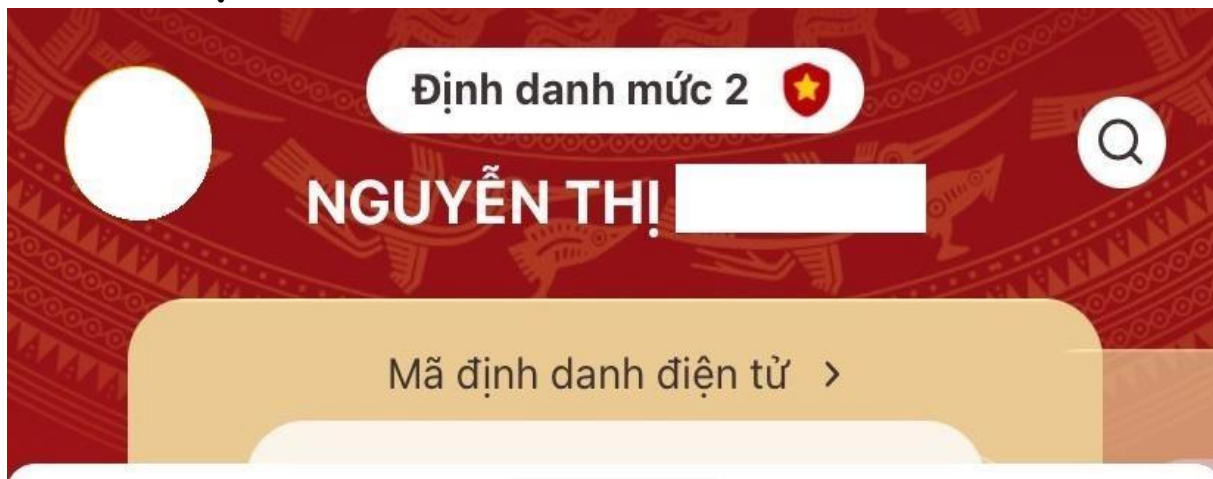 Định danh mức 2
NGUYỄN THỊ
Mã định danh điện tử >